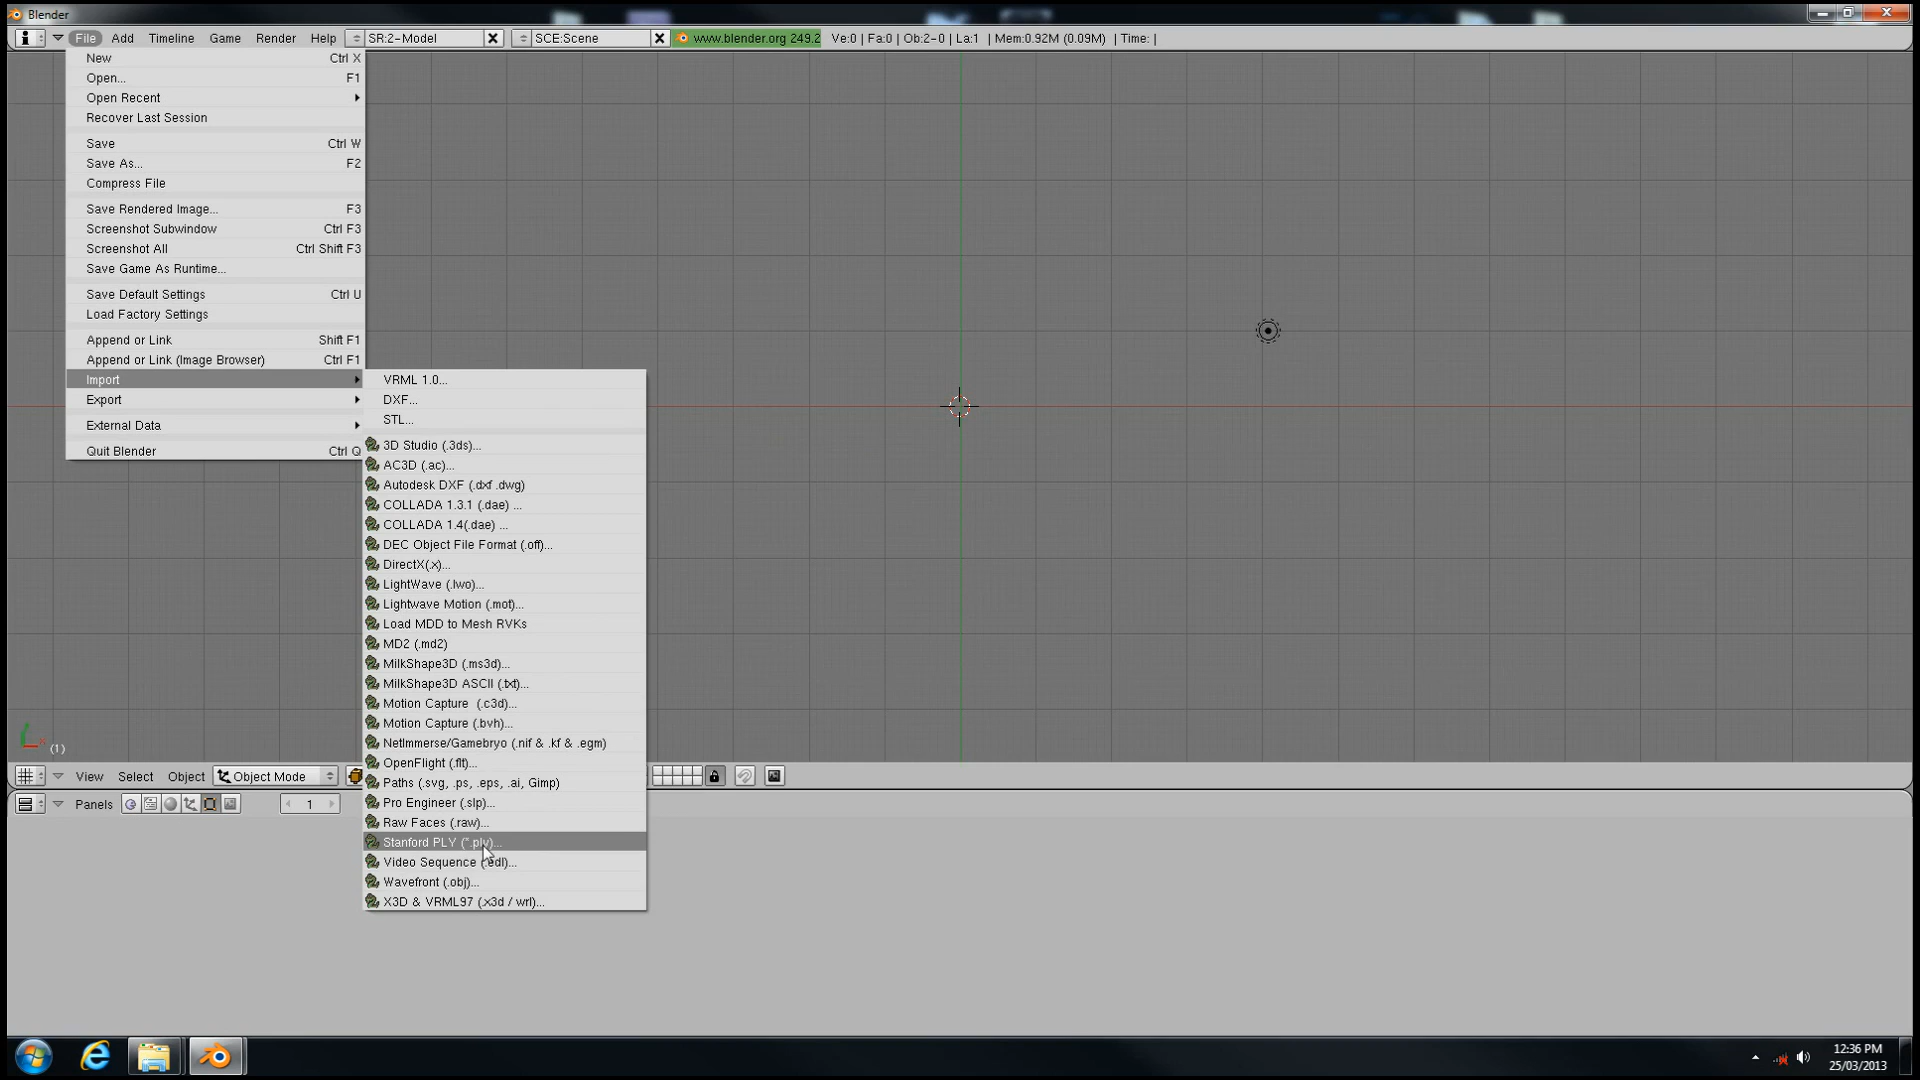 Blender
File Add Timeline Game Render Help SR:2-Model SCE:Scene www.blender.org 249.2 Ve:0 | Fa:0 | Ob:2-0 | La:1 | Mem:0.92M (0.09M) | Time: |
New Ctrl X
Open... F1
Open Recent
Recover Last Session
Save Ctrl W
Save As... F2
Compress File
Save Rendered Image... F3
Screenshot Subwindow Ctrl F3
Screenshot All Ctrl Shift F3
Save Game As Runtime...
Save Default Settings Ctrl U
Load Factory Settings
Append or Link Shift F1
Append or Link (Image Browser) Ctrl F1
Import
Export
External Data
Quit Blender Ctrl Q
VRML 1.0...
DXF...
STL...
3D Studio (.3ds)...
AC3D (.ac)...
Autodesk DXF (.dxf .dwg)
COLLADA 1.3.1 (.dae) ...
COLLADA 1.4(.dae) ...
DEC Object File Format (.off)...
DirectX(.x)...
LightWave (.lwo)...
Lightwave Motion (.mot)...
Load MDD to Mesh RVKs
MD2 (.md2)
MilkShape3D (.ms3d)...
MilkShape3D ASCII (.txt)...
Motion Capture (.c3d)...
Motion Capture (.bvh)...
NetImmerse/Gamebryo (.nif & .kf & .egm)
OpenFlight (.flt)...
Paths (.svg, .ps, .eps, .ai, Gimp)
Pro Engineer (.slp)...
Raw Faces (.raw)...
Stanford PLY (*.ply)...
Video Sequence (.edl)...
Wavefront (.obj)...
X3D & VRML97 (.x3d / wrl)...
x (1)
View Select Object Object Mode
Panels 1
12:36 PM
25/03/2013